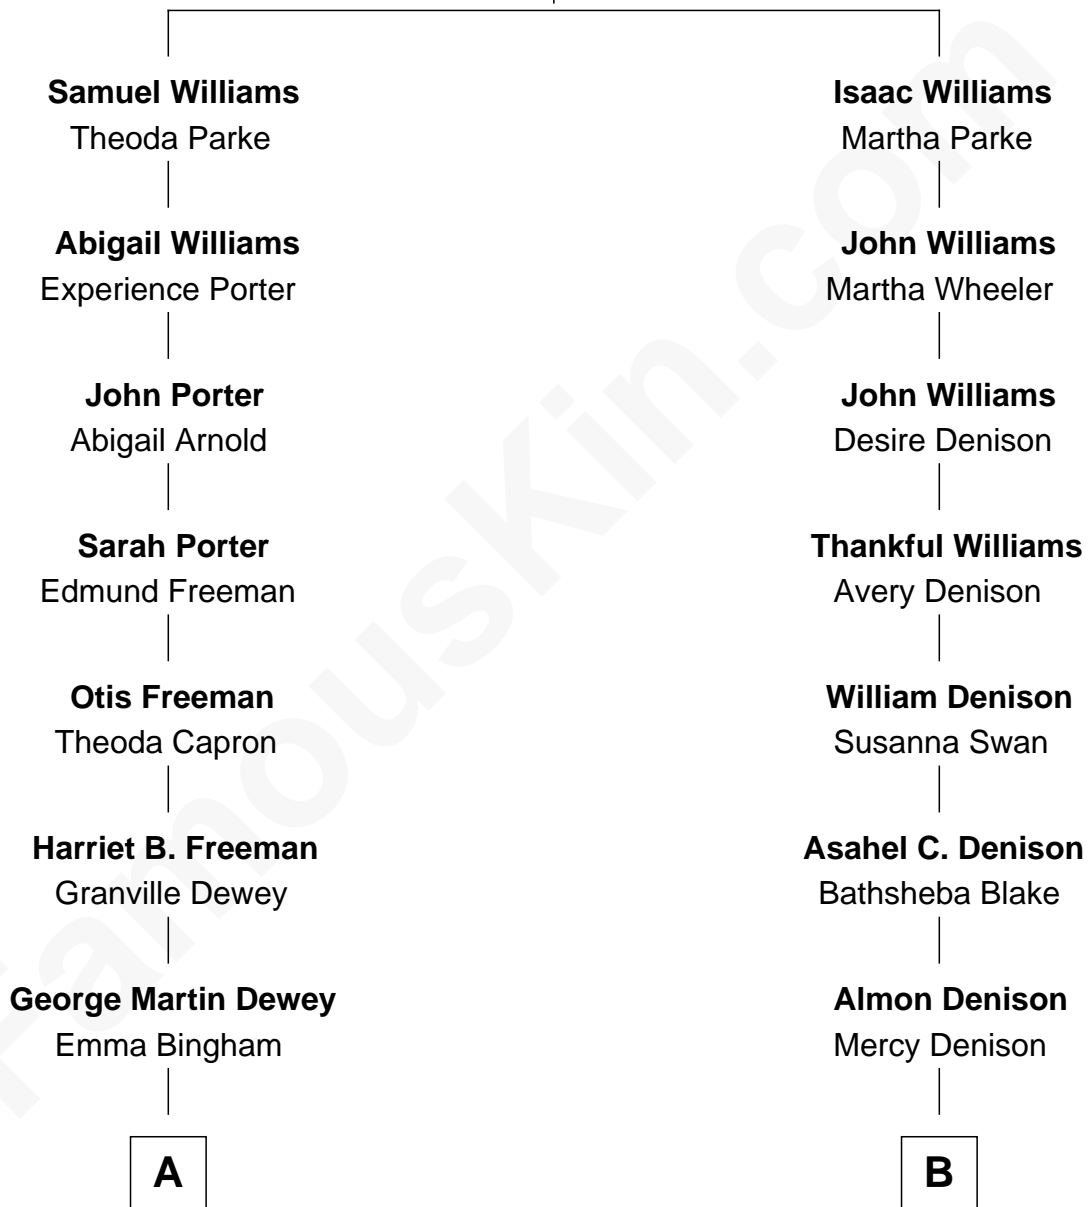 Samuel Williams
Theoda Parke
Isaac Williams
Martha Parke
Abigail Williams
Experience Porter
John Williams
Martha Wheeler
John Porter
Abigail Arnold
John Williams
Desire Denison
Sarah Porter
Edmund Freeman
Thankful Williams
Avery Denison
Otis Freeman
Theoda Capron
William Denison
Susanna Swan
Harriet B. Freeman
Granville Dewey
Asahel C. Denison
Bathsheba Blake
George Martin Dewey
Emma Bingham
Almon Denison
Mercy Denison
A
B
FamousKin.com